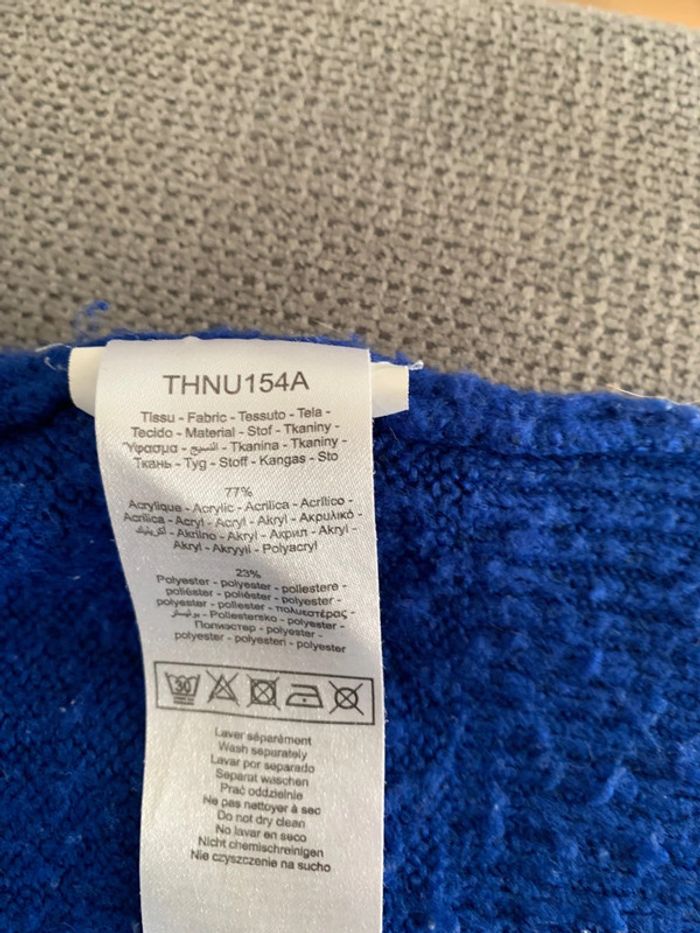 THNU154A
Tissu - Fabric - Tessuto - Tela -
Tecido - Material - Stof - Tkaniny -
Ύφασμα - النسيج - Tkanina - Tkaniny -
Ткань - Tyg - Stoff - Kangas - Sto
77%
Acrylique - Acrylic - Acrilica - Acrílico -
Acrílica - Acryl - Acryl - Akryl - Ακρυλικό -
أكريليك - Akrilno - Akryl - Акрил - Akryl -
Akryl - Akryyli - Polyacryl
23%
Polyester - polyester - poliestere -
poliéster - poliéster - polyester -
polyester - poliester - πολυεστέρας -
بوليستر - Poliestersko - polyester -
Полиэстер - polyester -
polyester - polyesteri - polyester
30
Laver séparément
Wash separately
Lavar por separado
Separat waschen
Prać oddzielnie
Ne pas nettoyer à sec
Do not dry clean
No lavar en seco
Nicht chemischreinigen
Nie czyszczenie na sucho